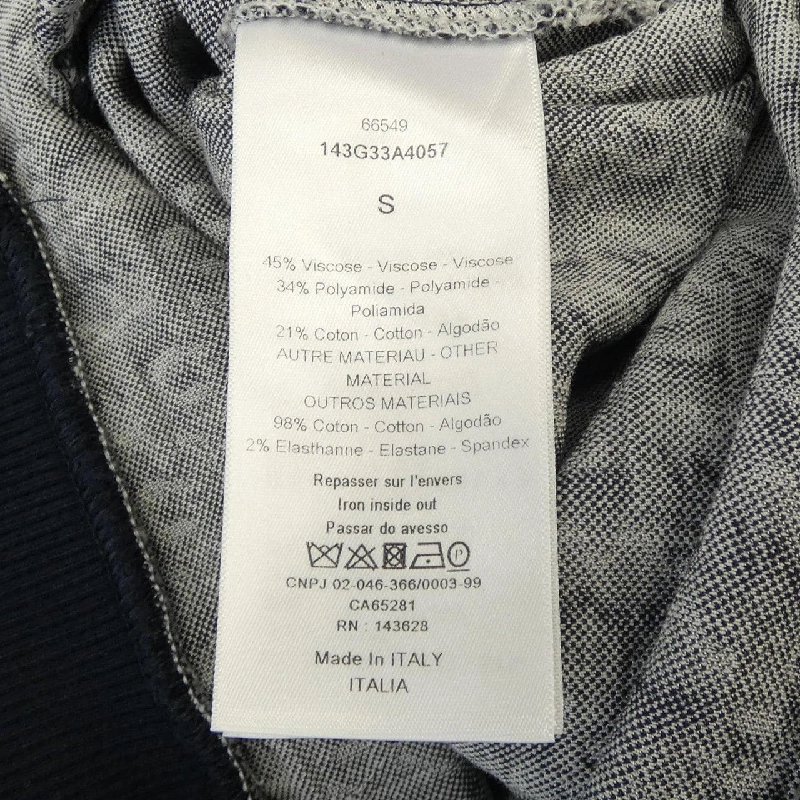 66549
143G33A4057
S
45% Viscose - Viscose - Viscose
34% Polyamide - Polyamide -
Poliamida
21% Coton - Cotton - Algodão
AUTRE MATERIAU - OTHER
MATERIAL
OUTROS MATERIAIS
98% Coton - Cotton - Algodão
2% Elasthanne - Elastane - Spandex
Repasser sur l'envers
Iron inside out
Passar do avesso
P
CNPJ 02-046-366/0003-99
CA65281
RN : 143628
Made In ITALY
ITALIA